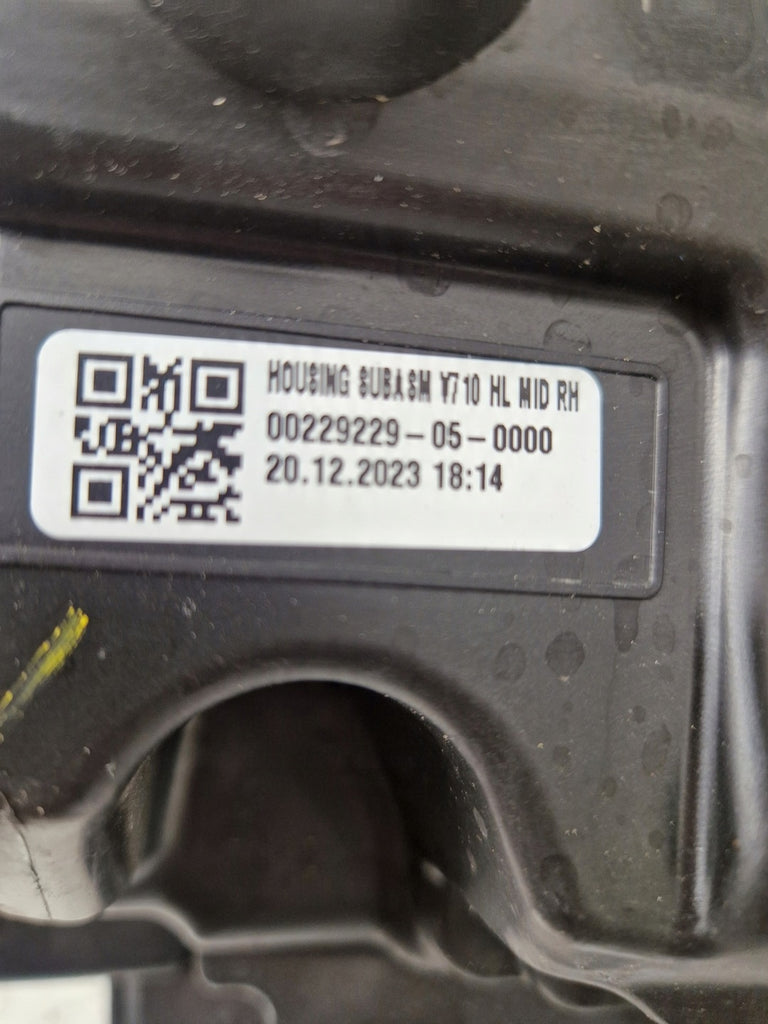 HOUSING SUBASM V710 HL MID RH
00229229-05-0000
20.12.2023 18:14